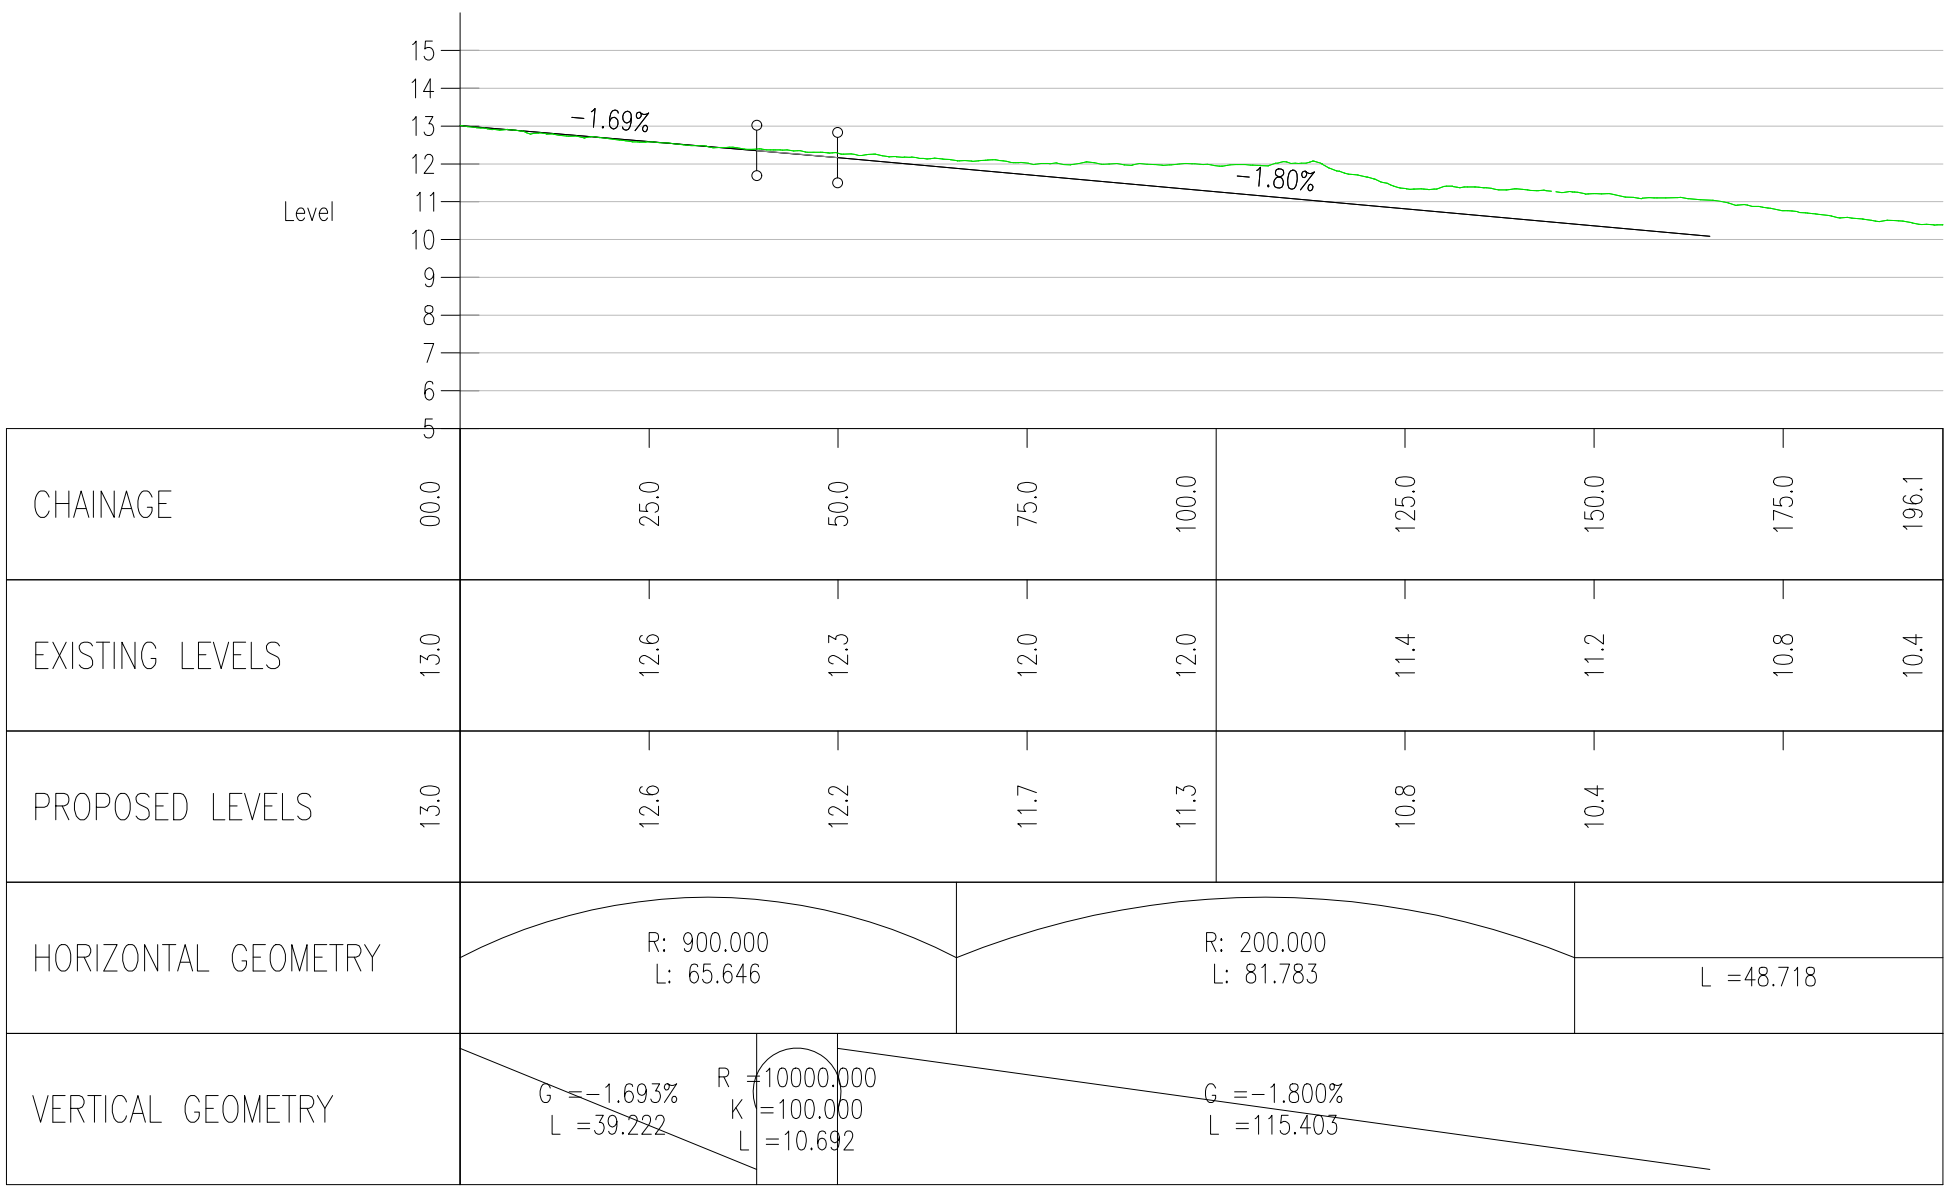 15
14
13
12
11
10
9
8
7
6
5
Level
−1.69%
−1.80%
CHAINAGE
00.0
25.0
50.0
75.0
100.0
125.0
150.0
175.0
196.1
EXISTING LEVELS
13.0
12.6
12.3
12.0
12.0
11.4
11.2
10.8
10.4
PROPOSED LEVELS
13.0
12.6
12.2
11.7
11.3
10.8
10.4
HORIZONTAL GEOMETRY
R: 900.000
L: 65.646
R: 200.000
L: 81.783
L =48.718
VERTICAL GEOMETRY
G =−1.693%
L =39.222
R =10000.000
K =100.000
L =10.692
G =−1.800%
L =115.403